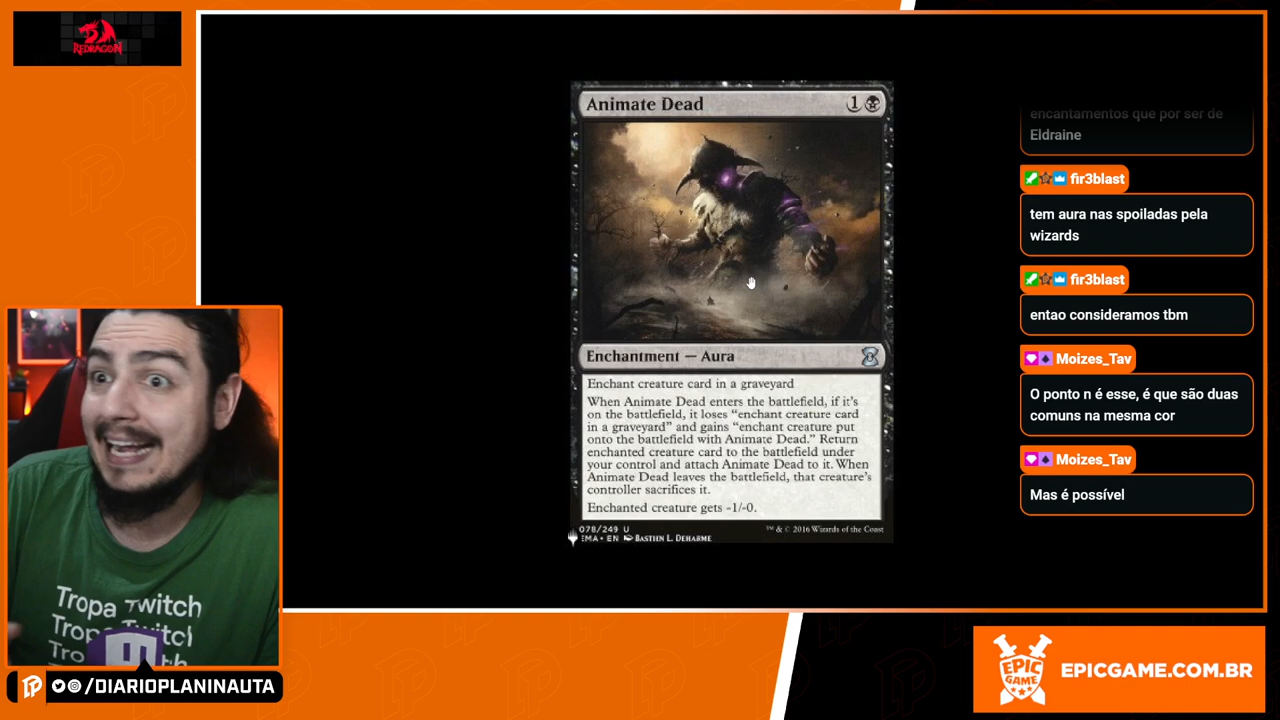 REDRAGON
Animate Dead 1
Enchantment — Aura
Enchant creature card in a graveyard
When Animate Dead enters the battlefield, if it's
on the battlefield, it loses “enchant creature card
in a graveyard” and gains “enchant creature put
onto the battlefield with Animate Dead.” Return
enchanted creature card to the battlefield under
your control and attach Animate Dead to it. When
Animate Dead leaves the battlefield, that creature's
controller sacrifices it.
Enchanted creature gets -1/-0.
078/249 U
™ & © 2016 Wizards of the Coast
EMA • EN BASTIEN L. DEHARME
encantamentos que por ser de
Eldraine
fir3blast
tem aura nas spoiladas pela
wizards
fir3blast
entao consideramos tbm
Moizes_Tav
O ponto n é esse, é que são duas
comuns na mesma cor
Moizes_Tav
Mas é possível
Tropa Twitch
Tropa Twitch
Tro
/DIARIOPLANINAUTA
EPIC
GAME
EPICGAME.COM.BR